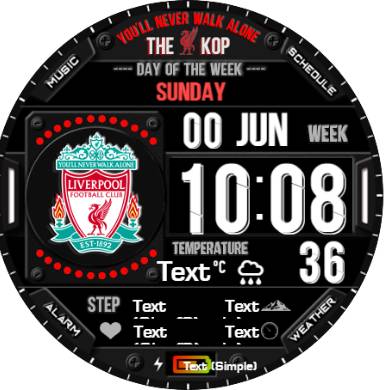 YOU'LL NEVER WALK ALONE
THE KOP
MUSIC
SCHEDULE
---- DAY OF THE WEEK ----
SUNDAY
00 JUN WEEK
YOU'LL NEVER WALK ALONE
LIVERPOOL
FOOTBALL CLUB
EST·1892
10:08
TEMPERATURE
Text °C
36
STEP Text Text
Text Text
ALARM
WEATHER
Text (Simple)